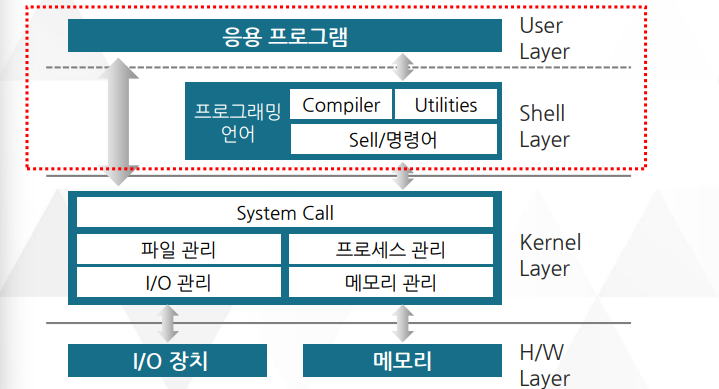 응용 프로그램
User
Layer
프로그래밍
언어
Compiler
Utilities
Sell/명령어
Shell
Layer
System Call
파일 관리
프로세스 관리
I/O 관리
메모리 관리
Kernel
Layer
I/O 장치
메모리
H/W
Layer